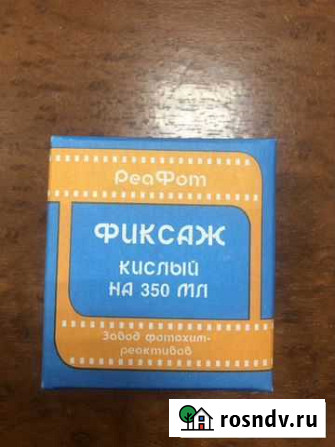 РеаФот
ФИКСАЖ
КИСЛЫЙ
НА 350 МЛ
Завод фотохим-
реактивов
rosndv.ru